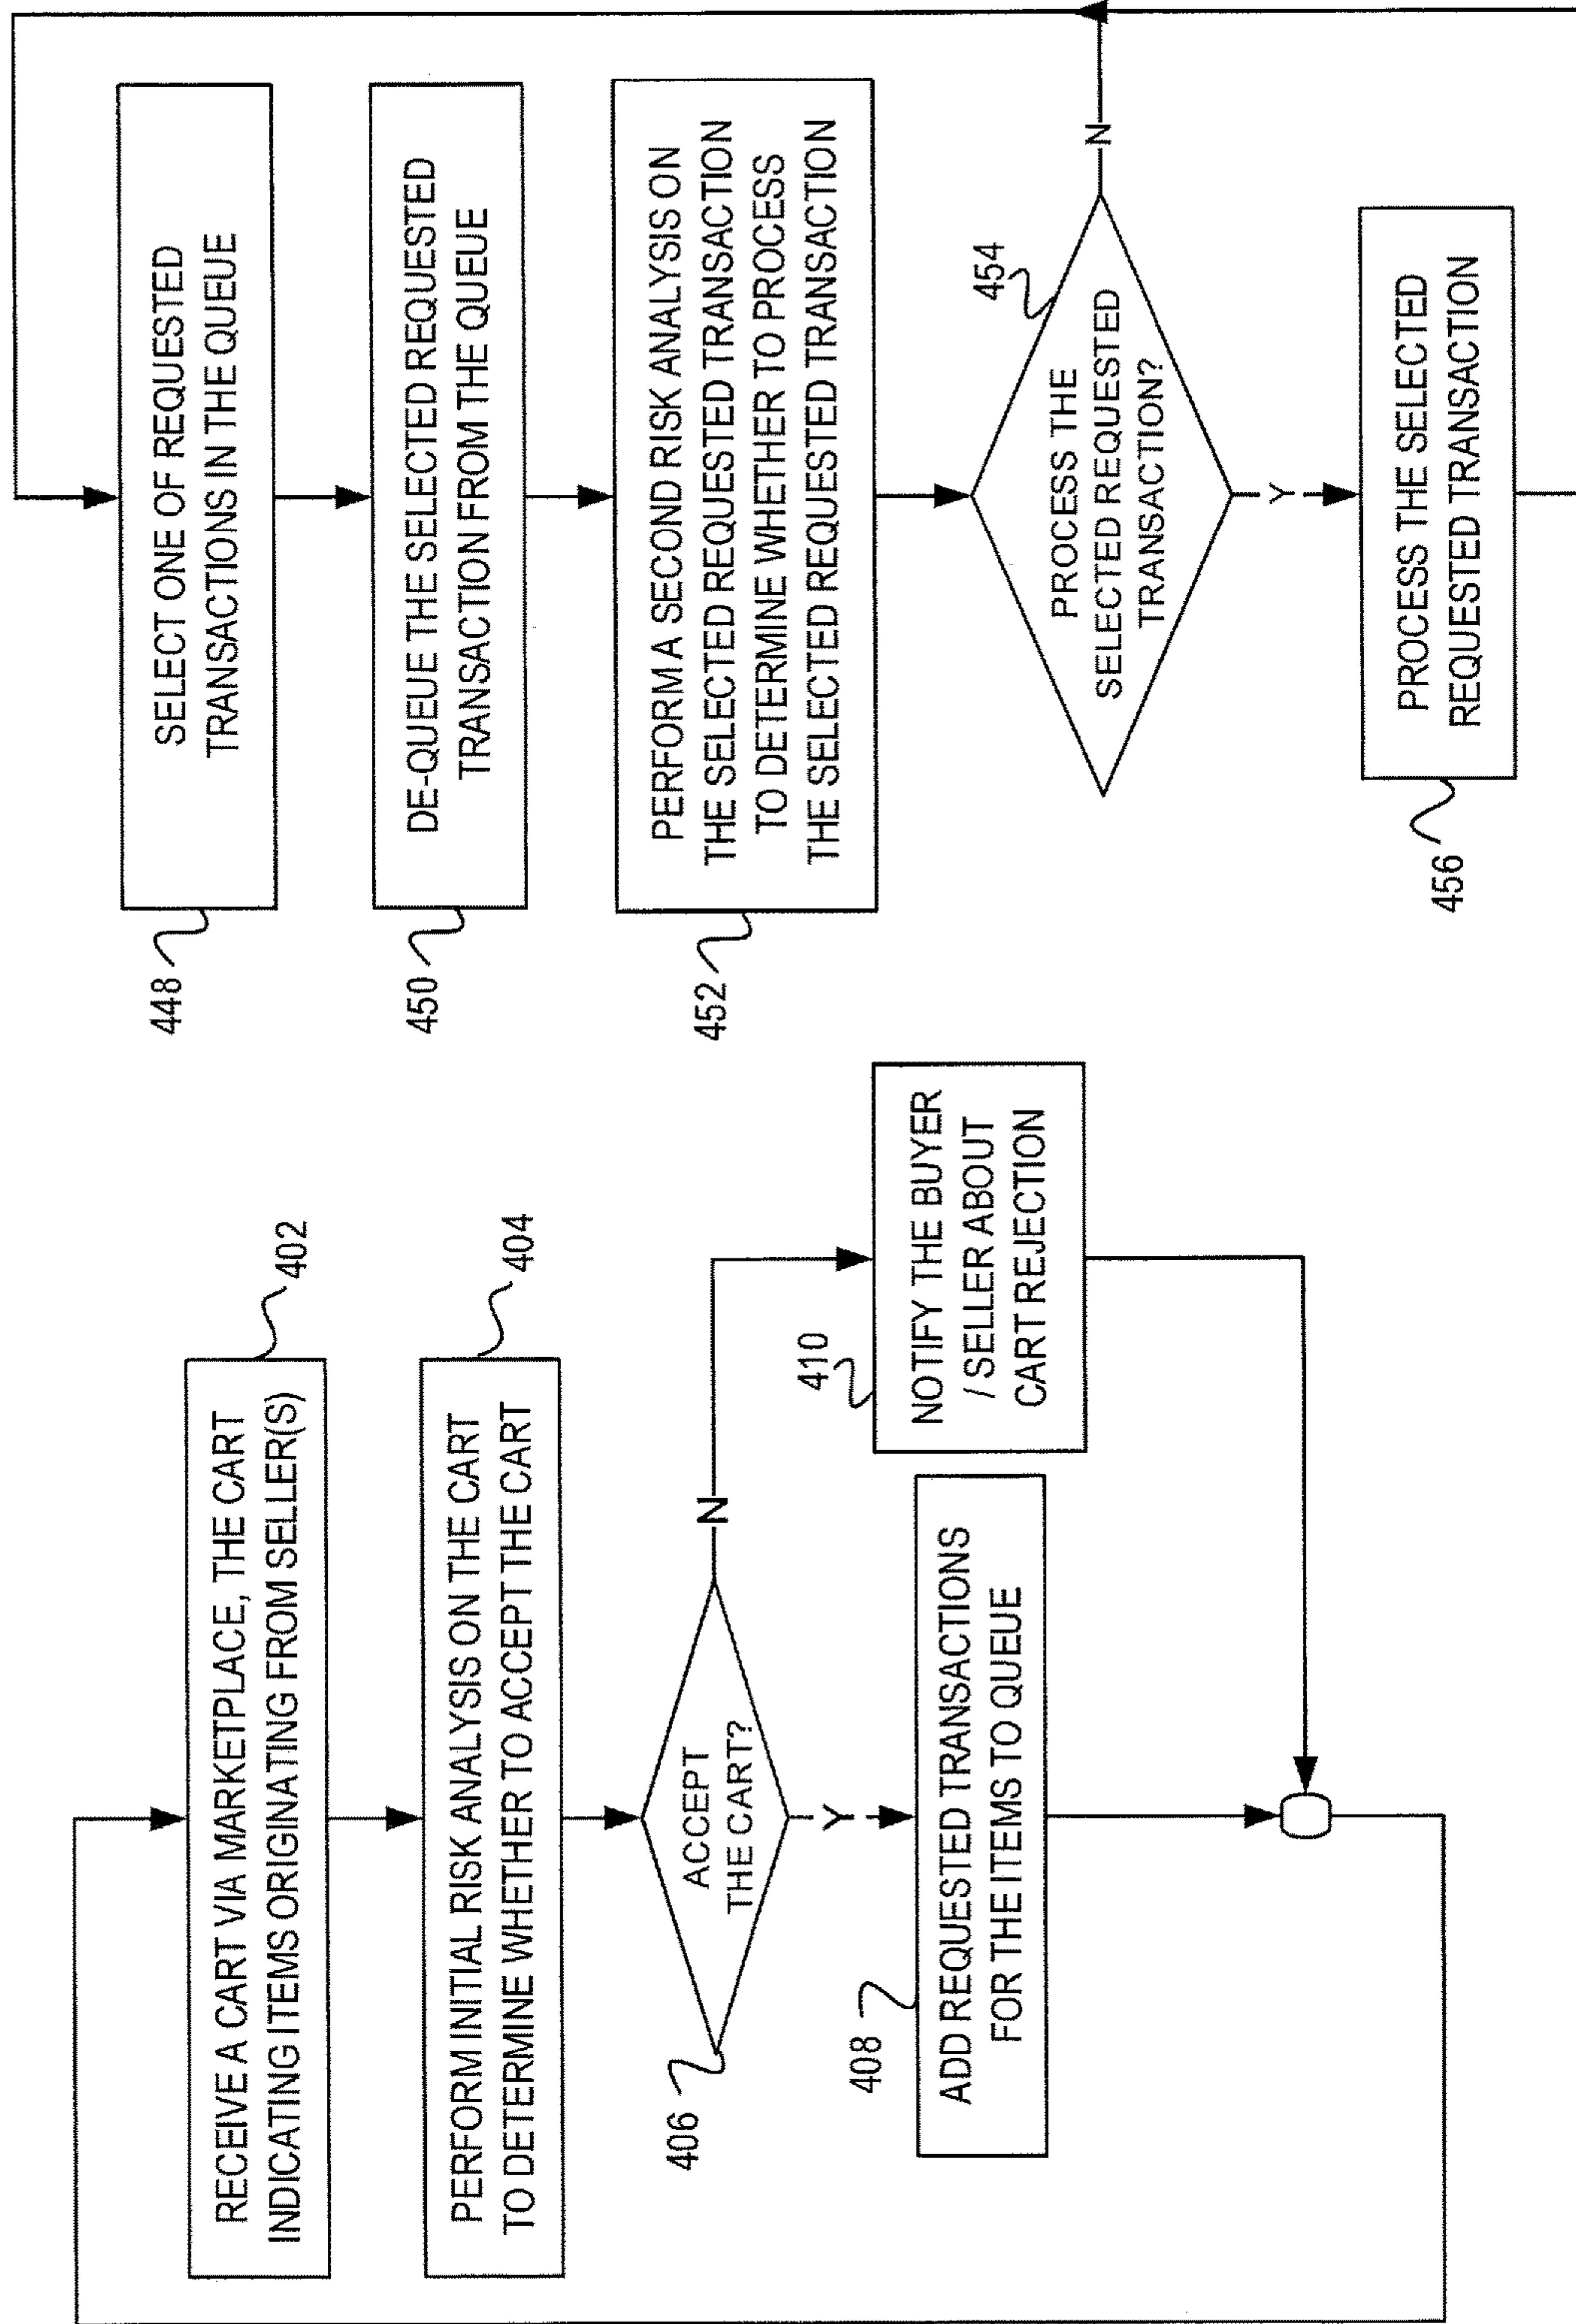 402
RECEIVE A CART VIA MARKETPLACE, THE CART
INDICATING ITEMS ORIGINATING FROM SELLER(S)
404
PERFORM INITIAL RISK ANALYSIS ON THE CART
TO DETERMINE WHETHER TO ACCEPT THE CART
406
ACCEPT
THE CART?
N
Y
408
ADD REQUESTED TRANSACTIONS
FOR THE ITEMS TO QUEUE
410
NOTIFY THE BUYER
/ SELLER ABOUT
CART REJECTION
448
SELECT ONE OF REQUESTED
TRANSACTIONS IN THE QUEUE
450
DE-QUEUE THE SELECTED REQUESTED
TRANSACTION FROM THE QUEUE
452
PERFORM A SECOND RISK ANALYSIS ON
THE SELECTED REQUESTED TRANSACTION
TO DETERMINE WHETHER TO PROCESS
THE SELECTED REQUESTED TRANSACTION
454
PROCESS THE
SELECTED REQUESTED
TRANSACTION?
N
Y
456
PROCESS THE SELECTED
REQUESTED TRANSACTION